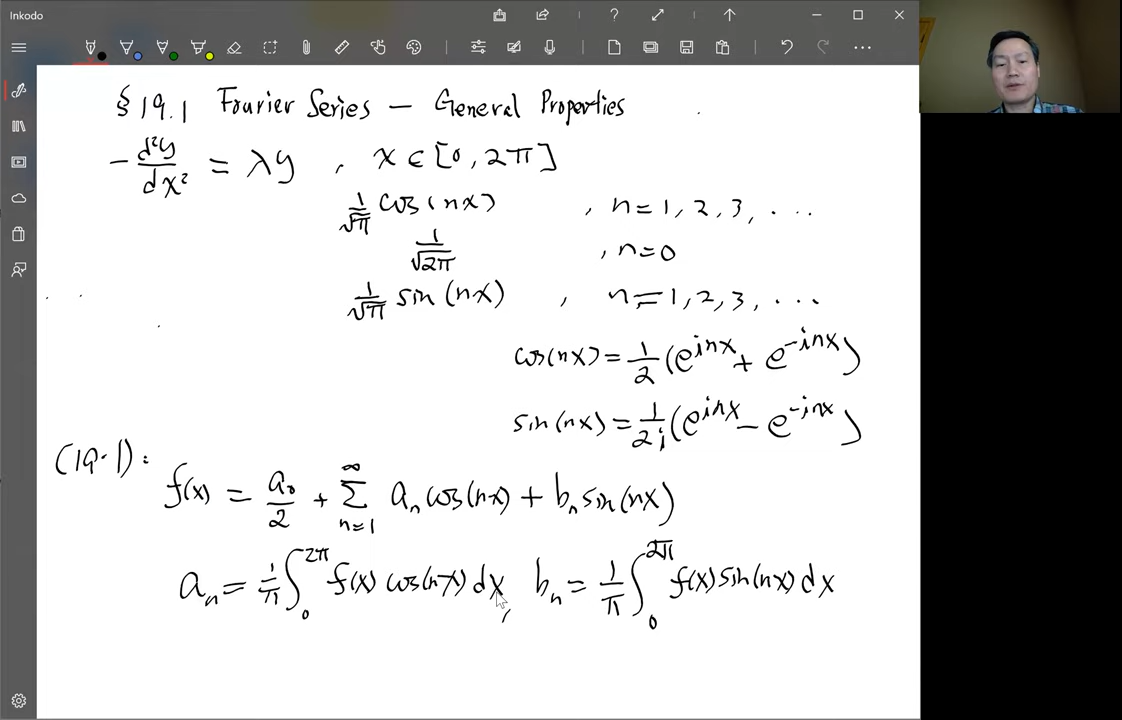 Inkodo
§ 19.1 Fourier Series — General Properties
- d²y/dx² = λy , x ∈ [0, 2π]
1/√π cos(nx) , n = 1, 2, 3, ...
1/√2π , n = 0
1/√π sin(nx) , n = 1, 2, 3, ...
cos(nx) = 1/2 (e^{inx} + e^{-inx})
sin(nx) = 1/2i (e^{inx} - e^{-inx})
(19.1):
f(x) = a₀/2 + ∑_{n=1}^{∞} aₙ cos(nx) + bₙ sin(nx)
aₙ = 1/π ∫₀^{2π} f(x) cos(nx) dx, bₙ = 1/π ∫₀^{2π} f(x) sin(nx) dx